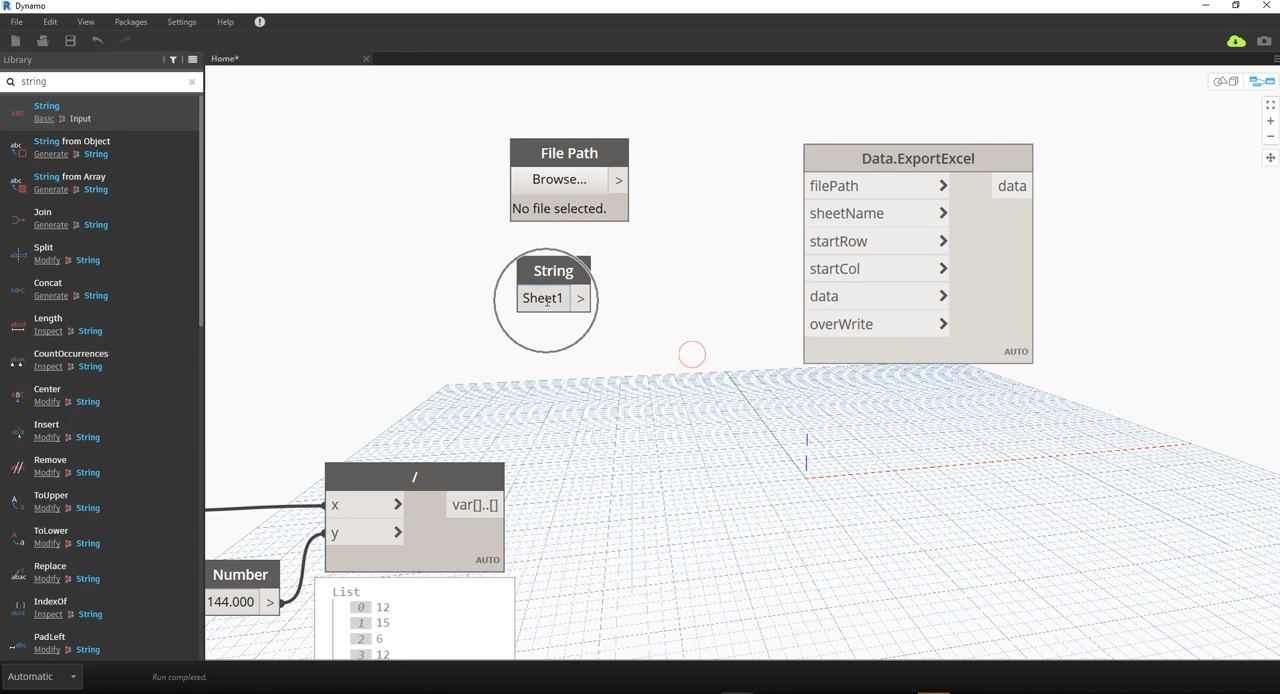 Dynamo
File Edit View Packages Settings Help
Library
Home*
string
String
Basic Input
String from Object
Generate String
String from Array
Generate String
Join
Generate String
Split
Modify String
Concat
Generate String
Length
Inspect String
CountOccurrences
Inspect String
Center
Modify String
Insert
Modify String
Remove
Modify String
ToUpper
Modify String
ToLower
Modify String
Replace
Modify String
IndexOf
Inspect String
PadLeft
Modify String
File Path
Browse... >
No file selected.
String
Sheet1 >
Data.ExportExcel
filePath > data
sheetName >
startRow >
startCol >
data >
overWrite >
AUTO
/
x > var[]..[]
y >
AUTO
Number
144.000 >
List
0 12
1 15
2 6
3 12
Automatic
Run completed.